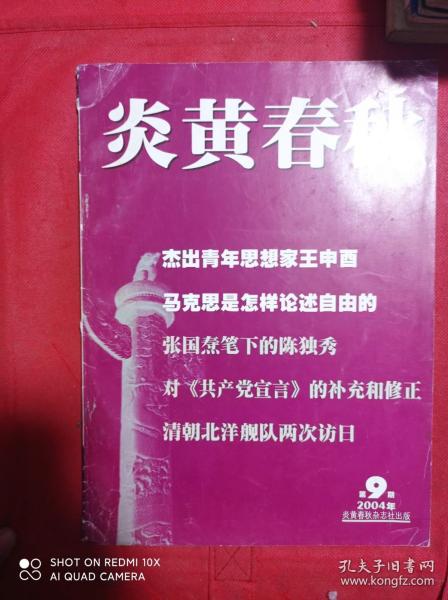 炎黄春秋
杰出青年思想家王申酉
马克思是怎样论述自由的
张国焘笔下的陈独秀
对《共产党宣言》的补充和修正
清朝北洋舰队两次访日
第9期
2004年
炎黄春秋杂志社出版
SHOT ON REDMI 10X
AI QUAD CAMERA
孔夫子旧书网
www.kongfz.com